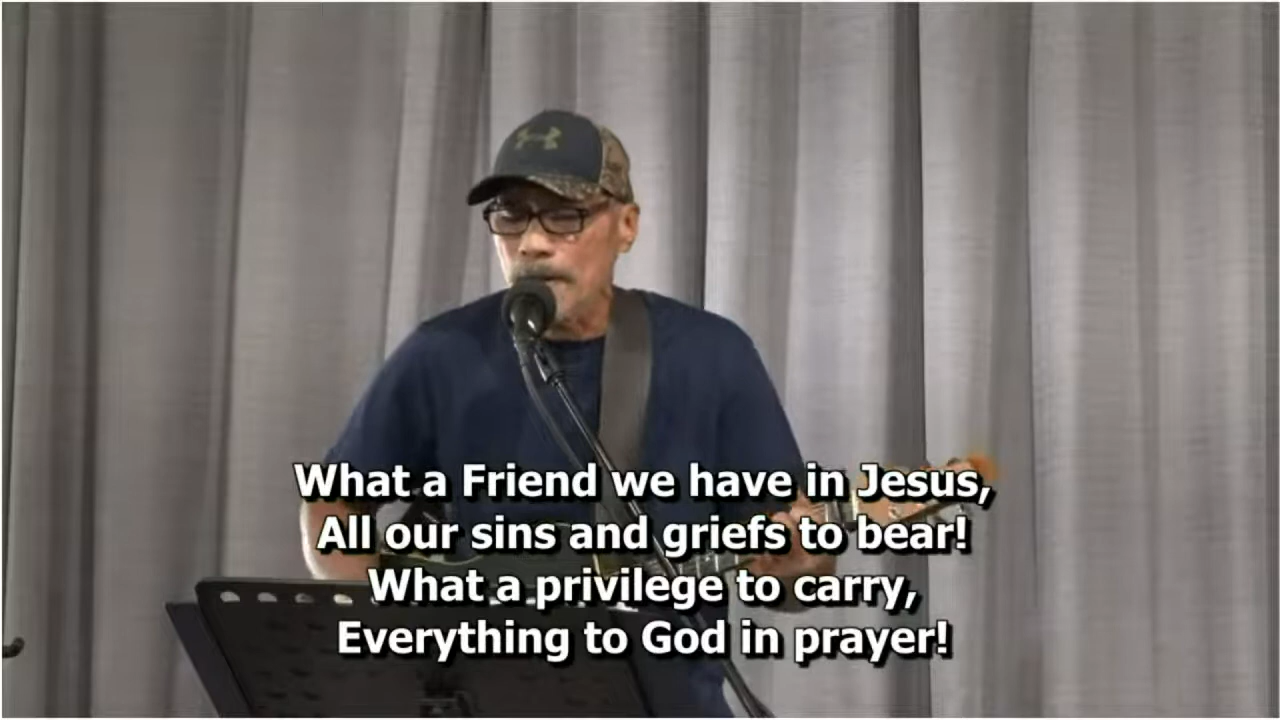 What a Friend we have in Jesus,
All our sins and griefs to bear!
What a privilege to carry,
Everything to God in prayer!